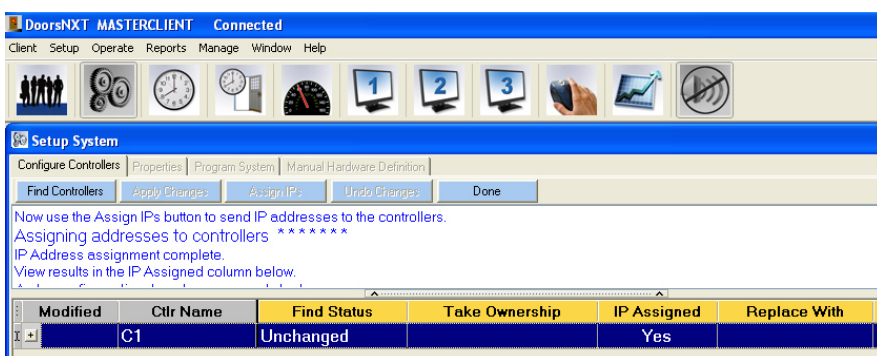 DoorsNXT MASTERCLIENT Connected
Client Setup Operate Reports Manage Window Help
1 2 3
Setup System
Configure Controllers Properties Program System Manual Hardware Definition
Find Controllers Apply Changes Assign IPs Undo Changes Done
Now use the Assign IPs button to send IP addresses to the controllers.
Assigning addresses to controllers *******
IP Address assignment complete.
View results in the IP Assigned column below.
Modified Ctlr Name Find Status Take Ownership IP Assigned Replace With
C1 Unchanged Yes